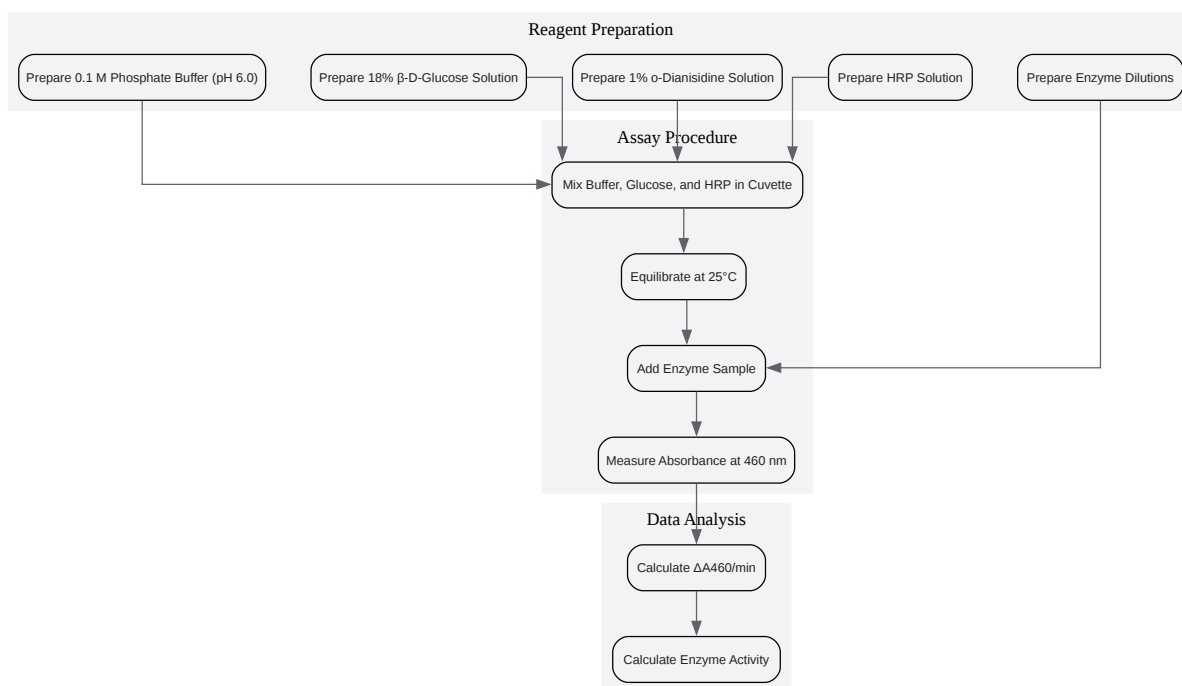 Reagent Preparation
Prepare 0.1 M Phosphate Buffer (pH 6.0)
Prepare 18% β-D-Glucose Solution
Prepare 1% o-Dianisidine Solution
Prepare HRP Solution
Prepare Enzyme Dilutions
Assay Procedure
Mix Buffer, Glucose, and HRP in Cuvette
Equilibrate at 25°C
Add Enzyme Sample
Measure Absorbance at 460 nm
Data Analysis
Calculate ΔA460/min
Calculate Enzyme Activity